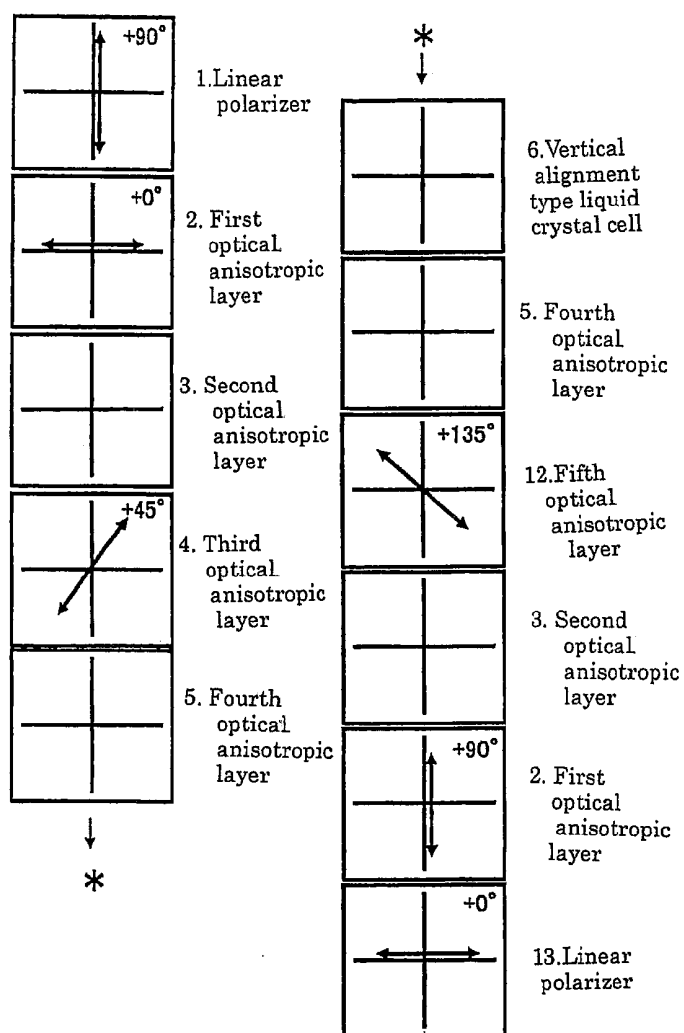 +90°
1.Linear
polarizer
+0°
2. First
optical
anisotropic
layer
3. Second
optical
anisotropic
layer
+45°
4. Third
optical
anisotropic
layer
5. Fourth
optical
anisotropic
layer
*
*
6.Vertical
alignment
type liquid
crystal cell
5. Fourth
optical
anisotropic
layer
+135°
12.Fifth
optical
anisotropic
layer
3. Second
optical
anisotropic
layer
+90°
2. First
optical
anisotropic
layer
+0°
13.Linear
polarizer